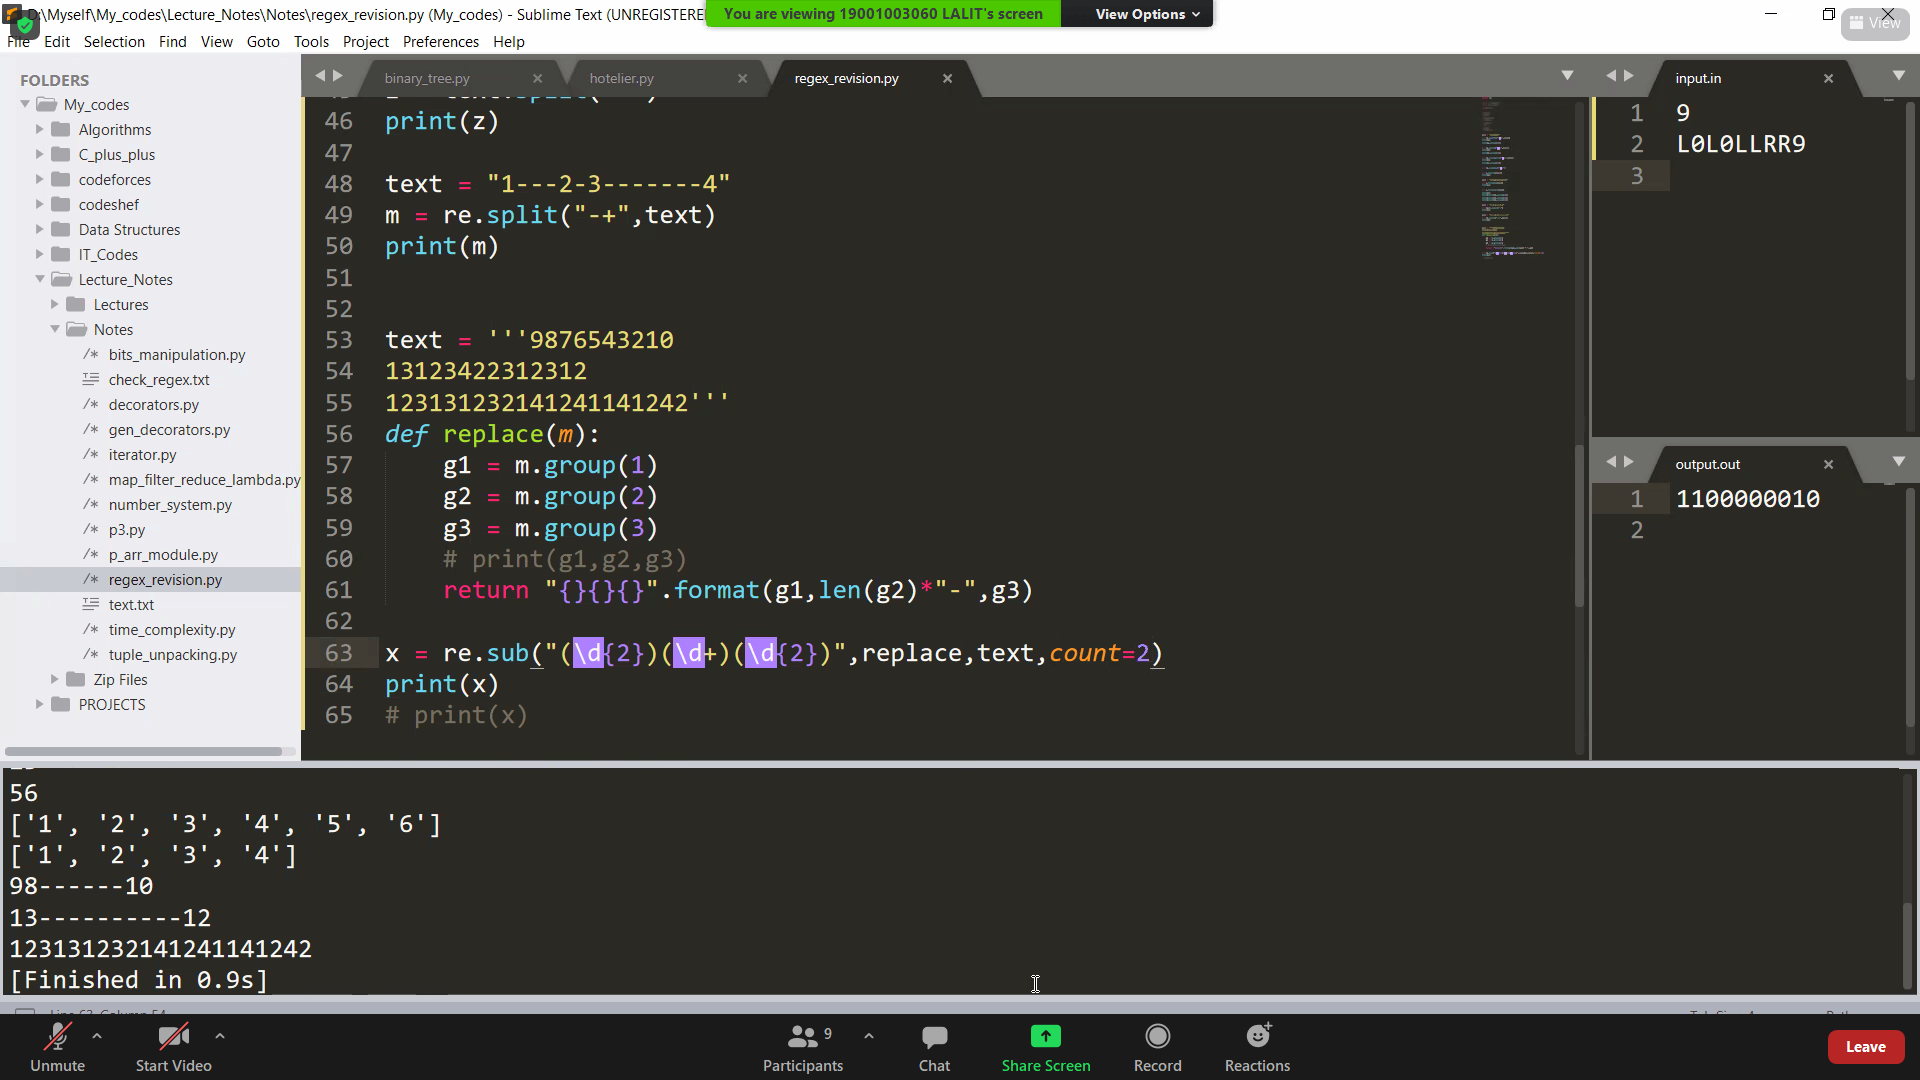 D:\Myself\My_codes\Lecture_Notes\Notes\regex_revision.py (My_codes) - Sublime Text (UNREGISTERE
You are viewing 19001003060 LALIT's screen
View Options
View
File Edit Selection Find View Goto Tools Project Preferences Help
FOLDERS
My_codes
Algorithms
C_plus_plus
codeforces
codeshef
Data Structures
IT_Codes
Lecture_Notes
Lectures
Notes
/* bits_manipulation.py
check_regex.txt
/* decorators.py
/* gen_decorators.py
/* iterator.py
/* map_filter_reduce_lambda.py
/* number_system.py
/* p3.py
/* p_arr_module.py
/* regex_revision.py
text.txt
/* time_complexity.py
/* tuple_unpacking.py
Zip Files
PROJECTS
binary_tree.py
hotelier.py
regex_revision.py
46 print(z)
47
48 text = "1---2-3-------4"
49 m = re.split("-+",text)
50 print(m)
51
52
53 text = '''9876543210
54 13123422312312
55 123131232141241141242'''
56 def replace(m):
57 g1 = m.group(1)
58 g2 = m.group(2)
59 g3 = m.group(3)
60 # print(g1,g2,g3)
61 return "{}{}{}".format(g1,len(g2)*"-",g3)
62
63 x = re.sub("(\d{2})(\d+)(\d{2})",replace,text,count=2)
64 print(x)
65 # print(x)
input.in
1 9
2 L0L0LLRR9
3
output.out
1 1100000010
2
56
['1', '2', '3', '4', '5', '6']
['1', '2', '3', '4']
98------10
13----------12
123131232141241141242
[Finished in 0.9s]
Unmute
Start Video
9
Participants
Chat
Share Screen
Record
Reactions
Leave